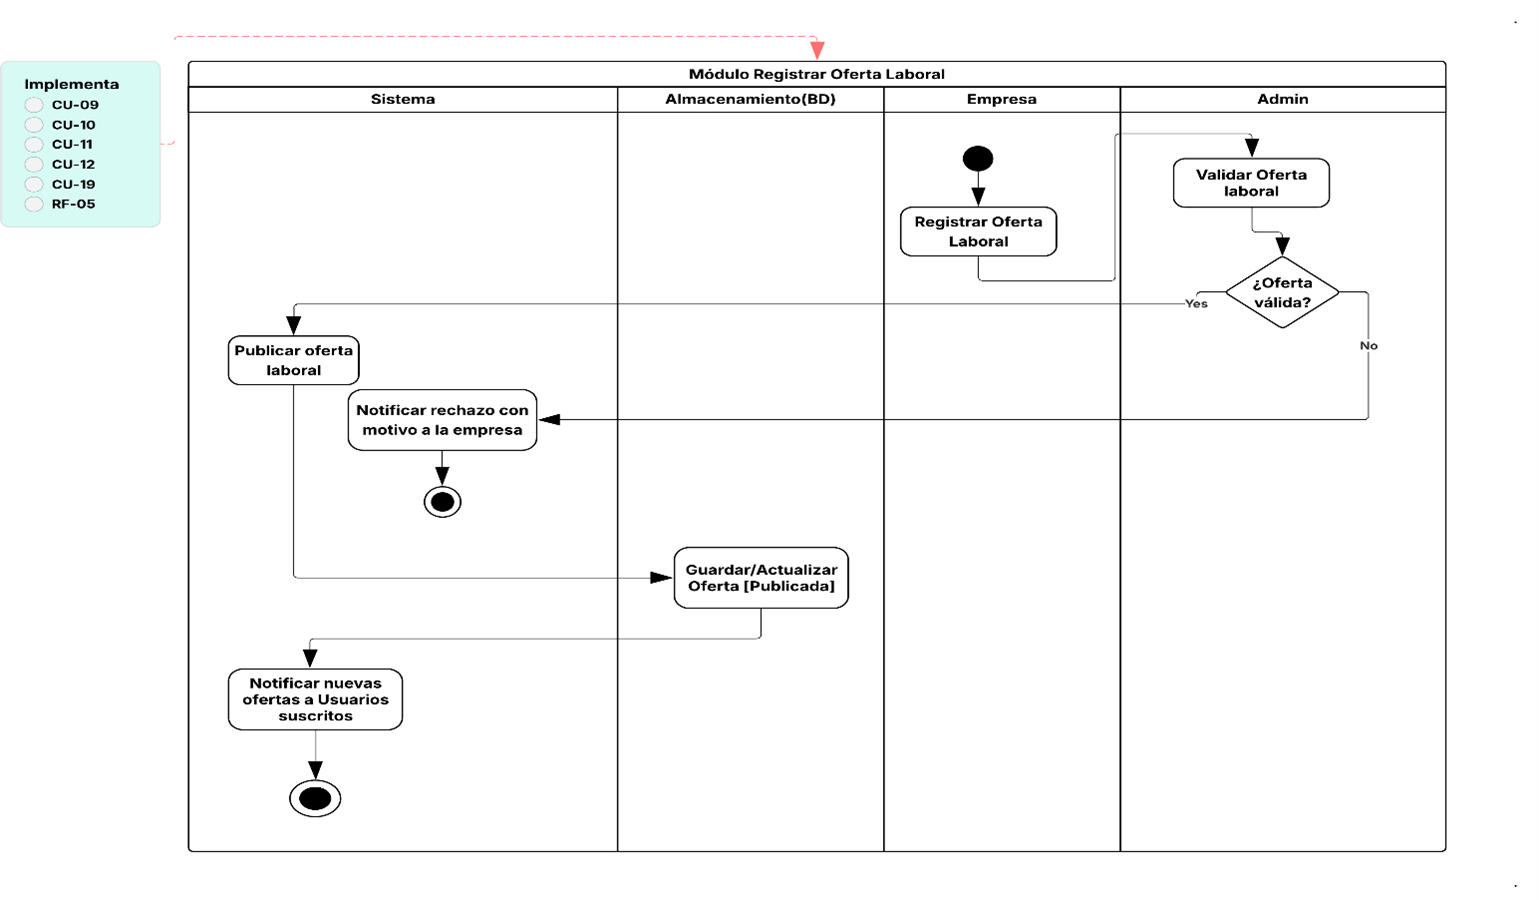 Implementa
CU-09
CU-10
CU-11
CU-12
CU-19
RF-05
Módulo Registrar Oferta Laboral
Sistema
Almacenamiento(BD)
Empresa
Admin
Registrar Oferta
Laboral
Validar Oferta
laboral
¿Oferta
válida?
Yes
No
Publicar oferta
laboral
Notificar rechazo con
motivo a la empresa
Guardar/Actualizar
Oferta [Publicada]
Notificar nuevas
ofertas a Usuarios
suscritos